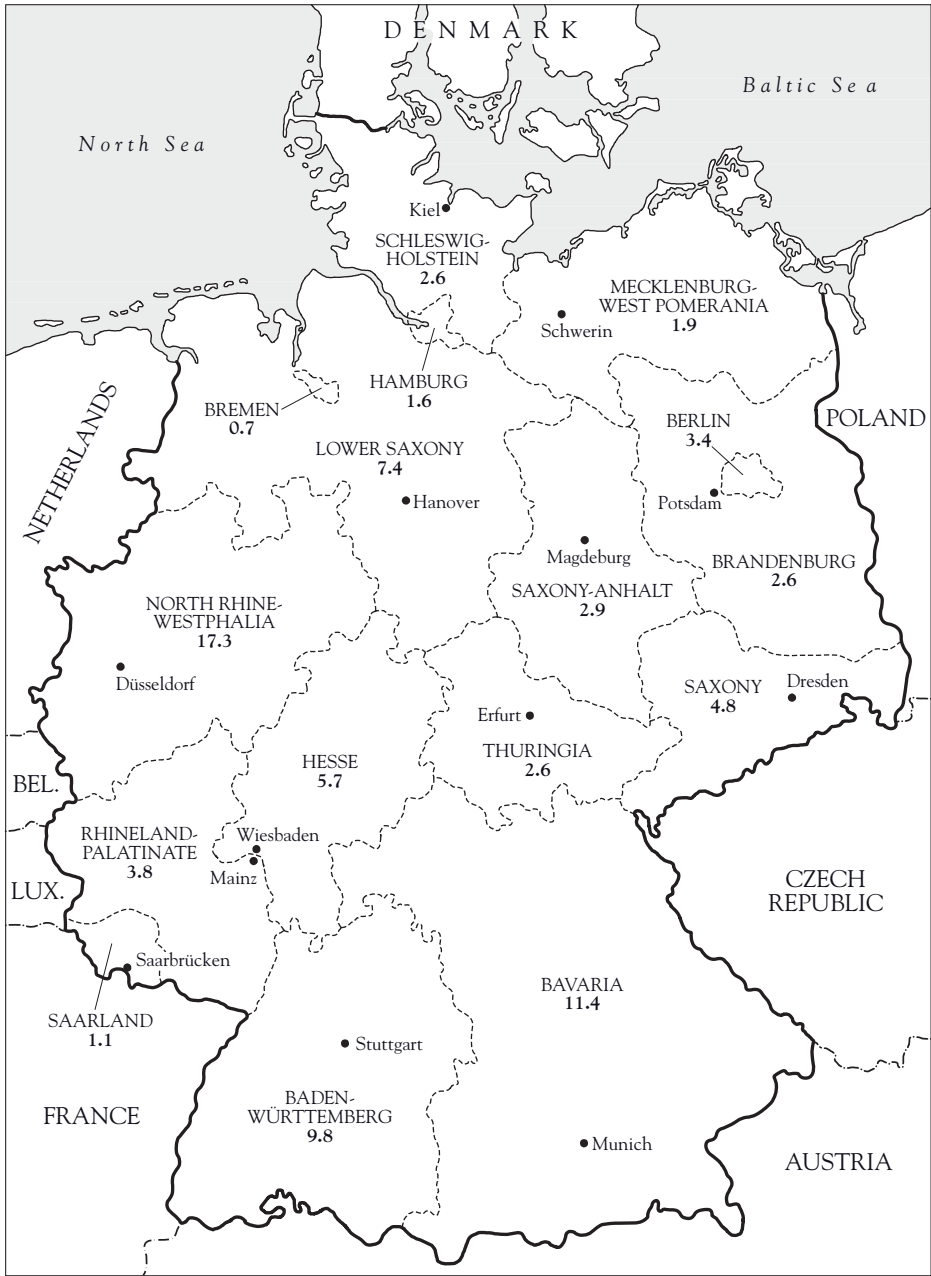 DENMARK
Baltic Sea
North Sea
Kiel
SCHLESWIG-
HOLSTEIN
2.6
MECKLENBURG-
WEST POMERANIA
1.9
Schwerin
HAMBURG
1.6
BREMEN
0.7
NETHERLANDS
BERLIN
3.4
POLAND
LOWER SAXONY
7.4
Hanover
Potsdam
Magdeburg
BRANDENBURG
2.6
SAXONY-ANHALT
2.9
NORTH RHINE-
WESTPHALIA
17.3
Düsseldorf
SAXONY
4.8
Dresden
Erfurt
THURINGIA
2.6
HESSE
5.7
BEL.
RHINELAND-
PALATINATE
3.8
Wiesbaden
Mainz
LUX.
CZECH
REPUBLIC
Saarbrücken
SAARLAND
1.1
BAVARIA
11.4
Stuttgart
BADEN-
WÜRTTEMBERG
9.8
FRANCE
Munich
AUSTRIA